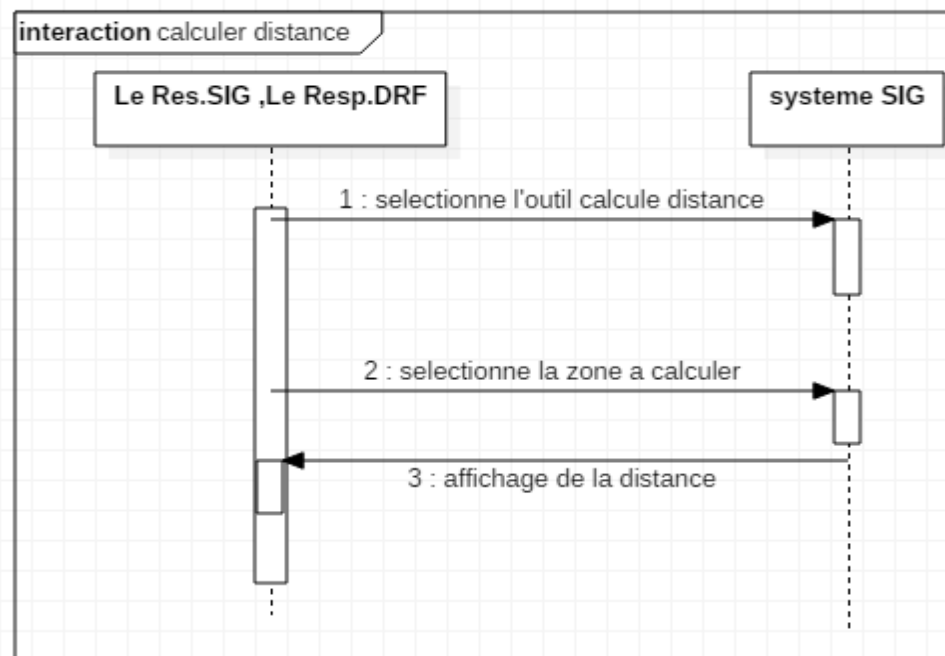 interaction calculer distance
Le Res.SIG ,Le Resp.DRF
systeme SIG
1 : selectionne l'outil calcule distance
2 : selectionne la zone a calculer
3 : affichage de la distance